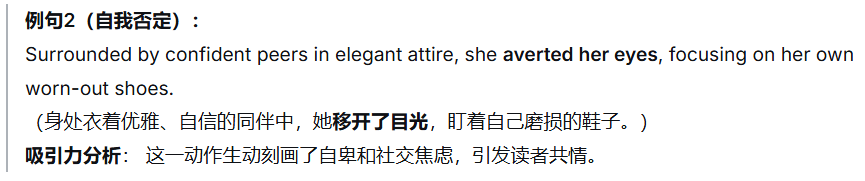 例句2（自我否定）：
Surrounded by confident peers in elegant attire, she averted her eyes, focusing on her own
worn-out shoes.
（身处衣着优雅、自信的同伴中，她移开了目光，盯着自己磨损的鞋子。）
吸引力分析： 这一动作生动刻画了自卑和社交焦虑，引发读者共情。